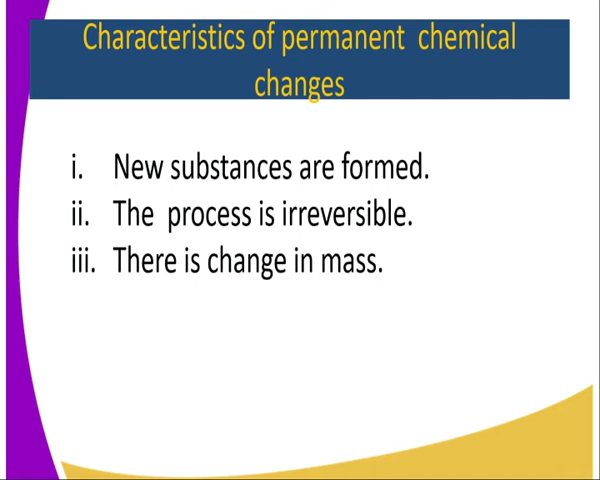 Characteristics of permanent chemical
changes
i. New substances are formed.
ii. The process is irreversible.
iii. There is change in mass.